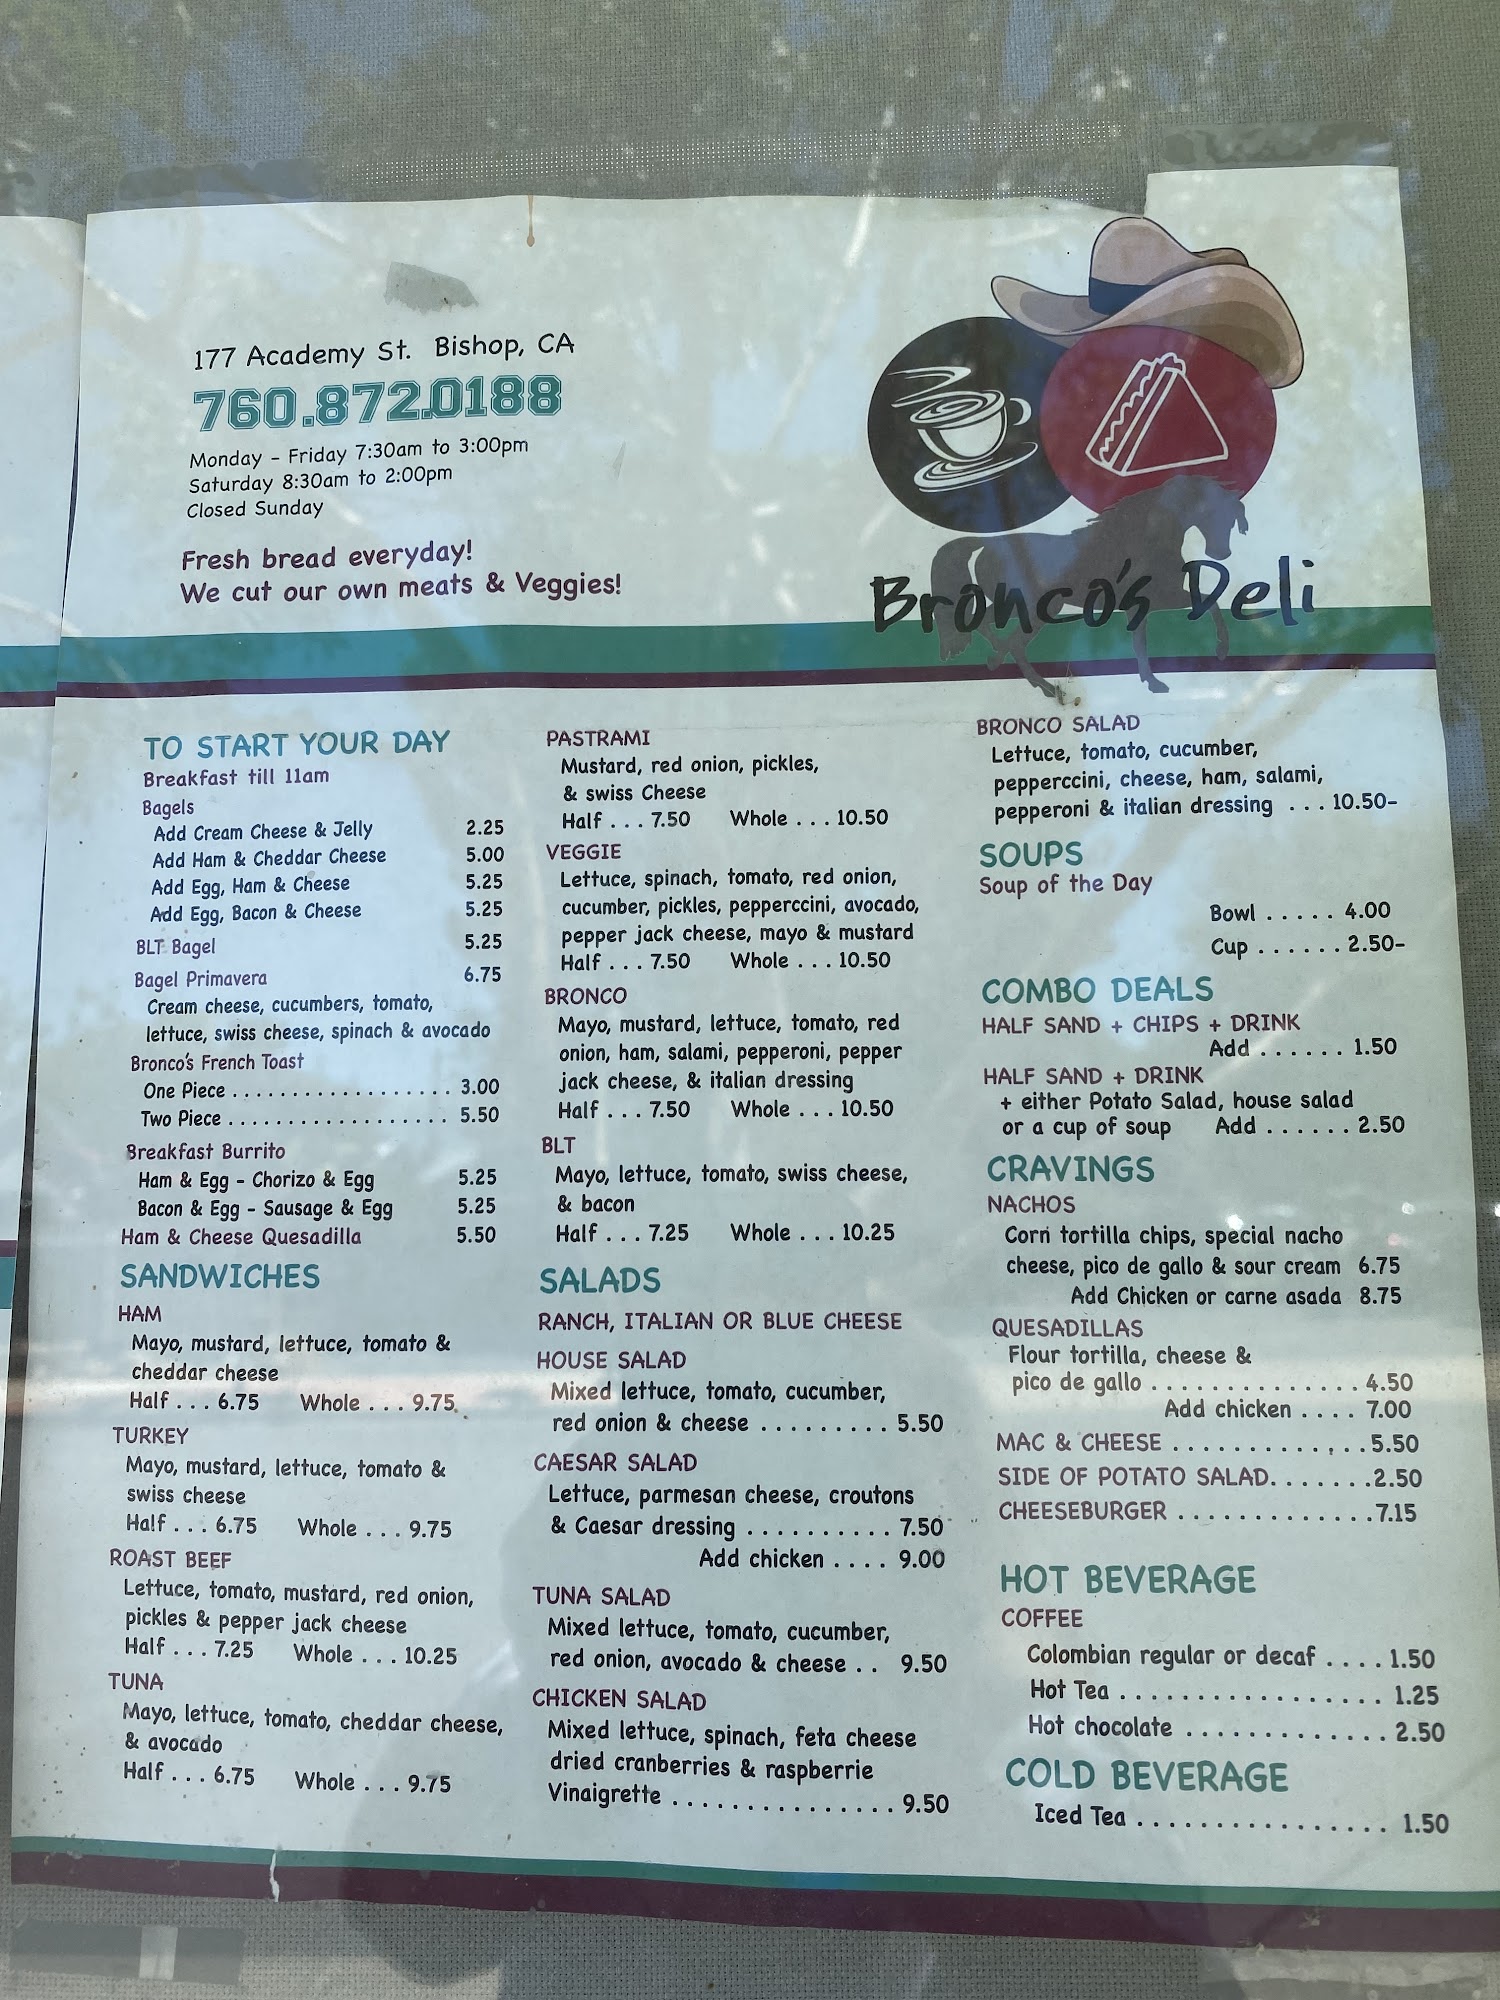 177 Academy St. Bishop, CA
760.872.0188
Monday - Friday 7:30am to 3:00pm
Saturday 8:30am to 2:00pm
Closed Sunday
Fresh bread everyday!
We cut our own meats & Veggies!
Bronco's Deli
TO START YOUR DAY
Breakfast till 11am
Bagels
Add Cream Cheese & Jelly 2.25
Add Ham & Cheddar Cheese 5.00
Add Egg, Ham & Cheese 5.25
Add Egg, Bacon & Cheese 5.25
BLT Bagel 5.25
Bagel Primavera 6.75
Cream cheese, cucumbers, tomato,
lettuce, swiss cheese, spinach & avocado
Bronco's French Toast
One Piece . . . . . . . . . . . . . . . . . . 3.00
Two Piece . . . . . . . . . . . . . . . . . . 5.50
Breakfast Burrito
Ham & Egg - Chorizo & Egg 5.25
Bacon & Egg - Sausage & Egg 5.25
Ham & Cheese Quesadilla 5.50
SANDWICHES
HAM
Mayo, mustard, lettuce, tomato &
cheddar cheese
Half . . . 6.75 Whole . . . 9.75
TURKEY
Mayo, mustard, lettuce, tomato &
swiss cheese
Half . . . 6.75 Whole . . . 9.75
ROAST BEEF
Lettuce, tomato, mustard, red onion,
pickles & pepper jack cheese
Half . . . 7.25 Whole . . . 10.25
TUNA
Mayo, lettuce, tomato, cheddar cheese,
& avocado
Half . . . 6.75 Whole . . . 9.75
PASTRAMI
Mustard, red onion, pickles,
& swiss Cheese
Half . . . 7.50 Whole . . . 10.50
VEGGIE
Lettuce, spinach, tomato, red onion,
cucumber, pickles, pepperccini, avocado,
pepper jack cheese, mayo & mustard
Half . . . 7.50 Whole . . . 10.50
BRONCO
Mayo, mustard, lettuce, tomato, red
onion, ham, salami, pepperoni, pepper
jack cheese, & italian dressing
Half . . . 7.50 Whole . . . 10.50
BLT
Mayo, lettuce, tomato, swiss cheese,
& bacon
Half . . . 7.25 Whole . . . 10.25
SALADS
RANCH, ITALIAN OR BLUE CHEESE
HOUSE SALAD
Mixed lettuce, tomato, cucumber,
red onion & cheese . . . . . . . . . 5.50
CAESAR SALAD
Lettuce, parmesan cheese, croutons
& Caesar dressing . . . . . . . . . . 7.50
Add chicken . . . . 9.00
TUNA SALAD
Mixed lettuce, tomato, cucumber,
red onion, avocado & cheese . . 9.50
CHICKEN SALAD
Mixed lettuce, spinach, feta cheese
dried cranberries & raspberrie
Vinaigrette . . . . . . . . . . . . . . . 9.50
BRONCO SALAD
Lettuce, tomato, cucumber,
pepperccini, cheese, ham, salami,
pepperoni & italian dressing . . . 10.50-
SOUPS
Soup of the Day
Bowl . . . . . 4.00
Cup . . . . . . 2.50-
COMBO DEALS
HALF SAND + CHIPS + DRINK
Add . . . . . . 1.50
HALF SAND + DRINK
+ either Potato Salad, house salad
or a cup of soup Add . . . . . . 2.50
CRAVINGS
NACHOS
Corn tortilla chips, special nacho
cheese, pico de gallo & sour cream 6.75
Add Chicken or carne asada 8.75
QUESADILLAS
Flour tortilla, cheese &
pico de gallo . . . . . . . . . . . . . . 4.50
Add chicken . . . . 7.00
MAC & CHEESE . . . . . . . . . . . . . 5.50
SIDE OF POTATO SALAD. . . . . . . 2.50
CHEESEBURGER . . . . . . . . . . . . . 7.15
HOT BEVERAGE
COFFEE
Colombian regular or decaf . . . . 1.50
Hot Tea . . . . . . . . . . . . . . . . . . 1.25
Hot chocolate . . . . . . . . . . . . . . 2.50
COLD BEVERAGE
Iced Tea . . . . . . . . . . . . . . . . . 1.50